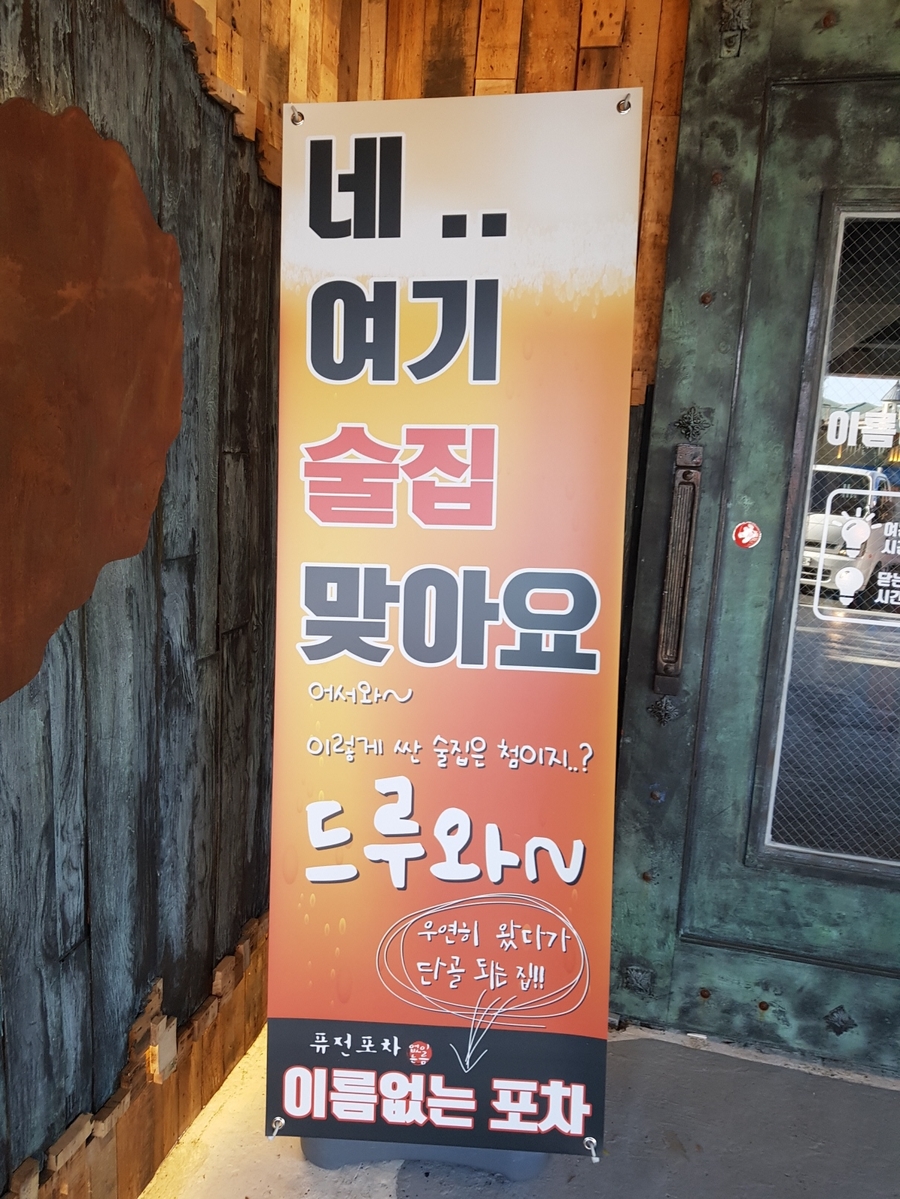 네 ..
여기
술집
맞아요
어서와~
이렇게 싼 술집은 첨이지..?
드루와~
우연히 왔다가
단골 되는 집!!
퓨전포차
이름없는 포차
이름